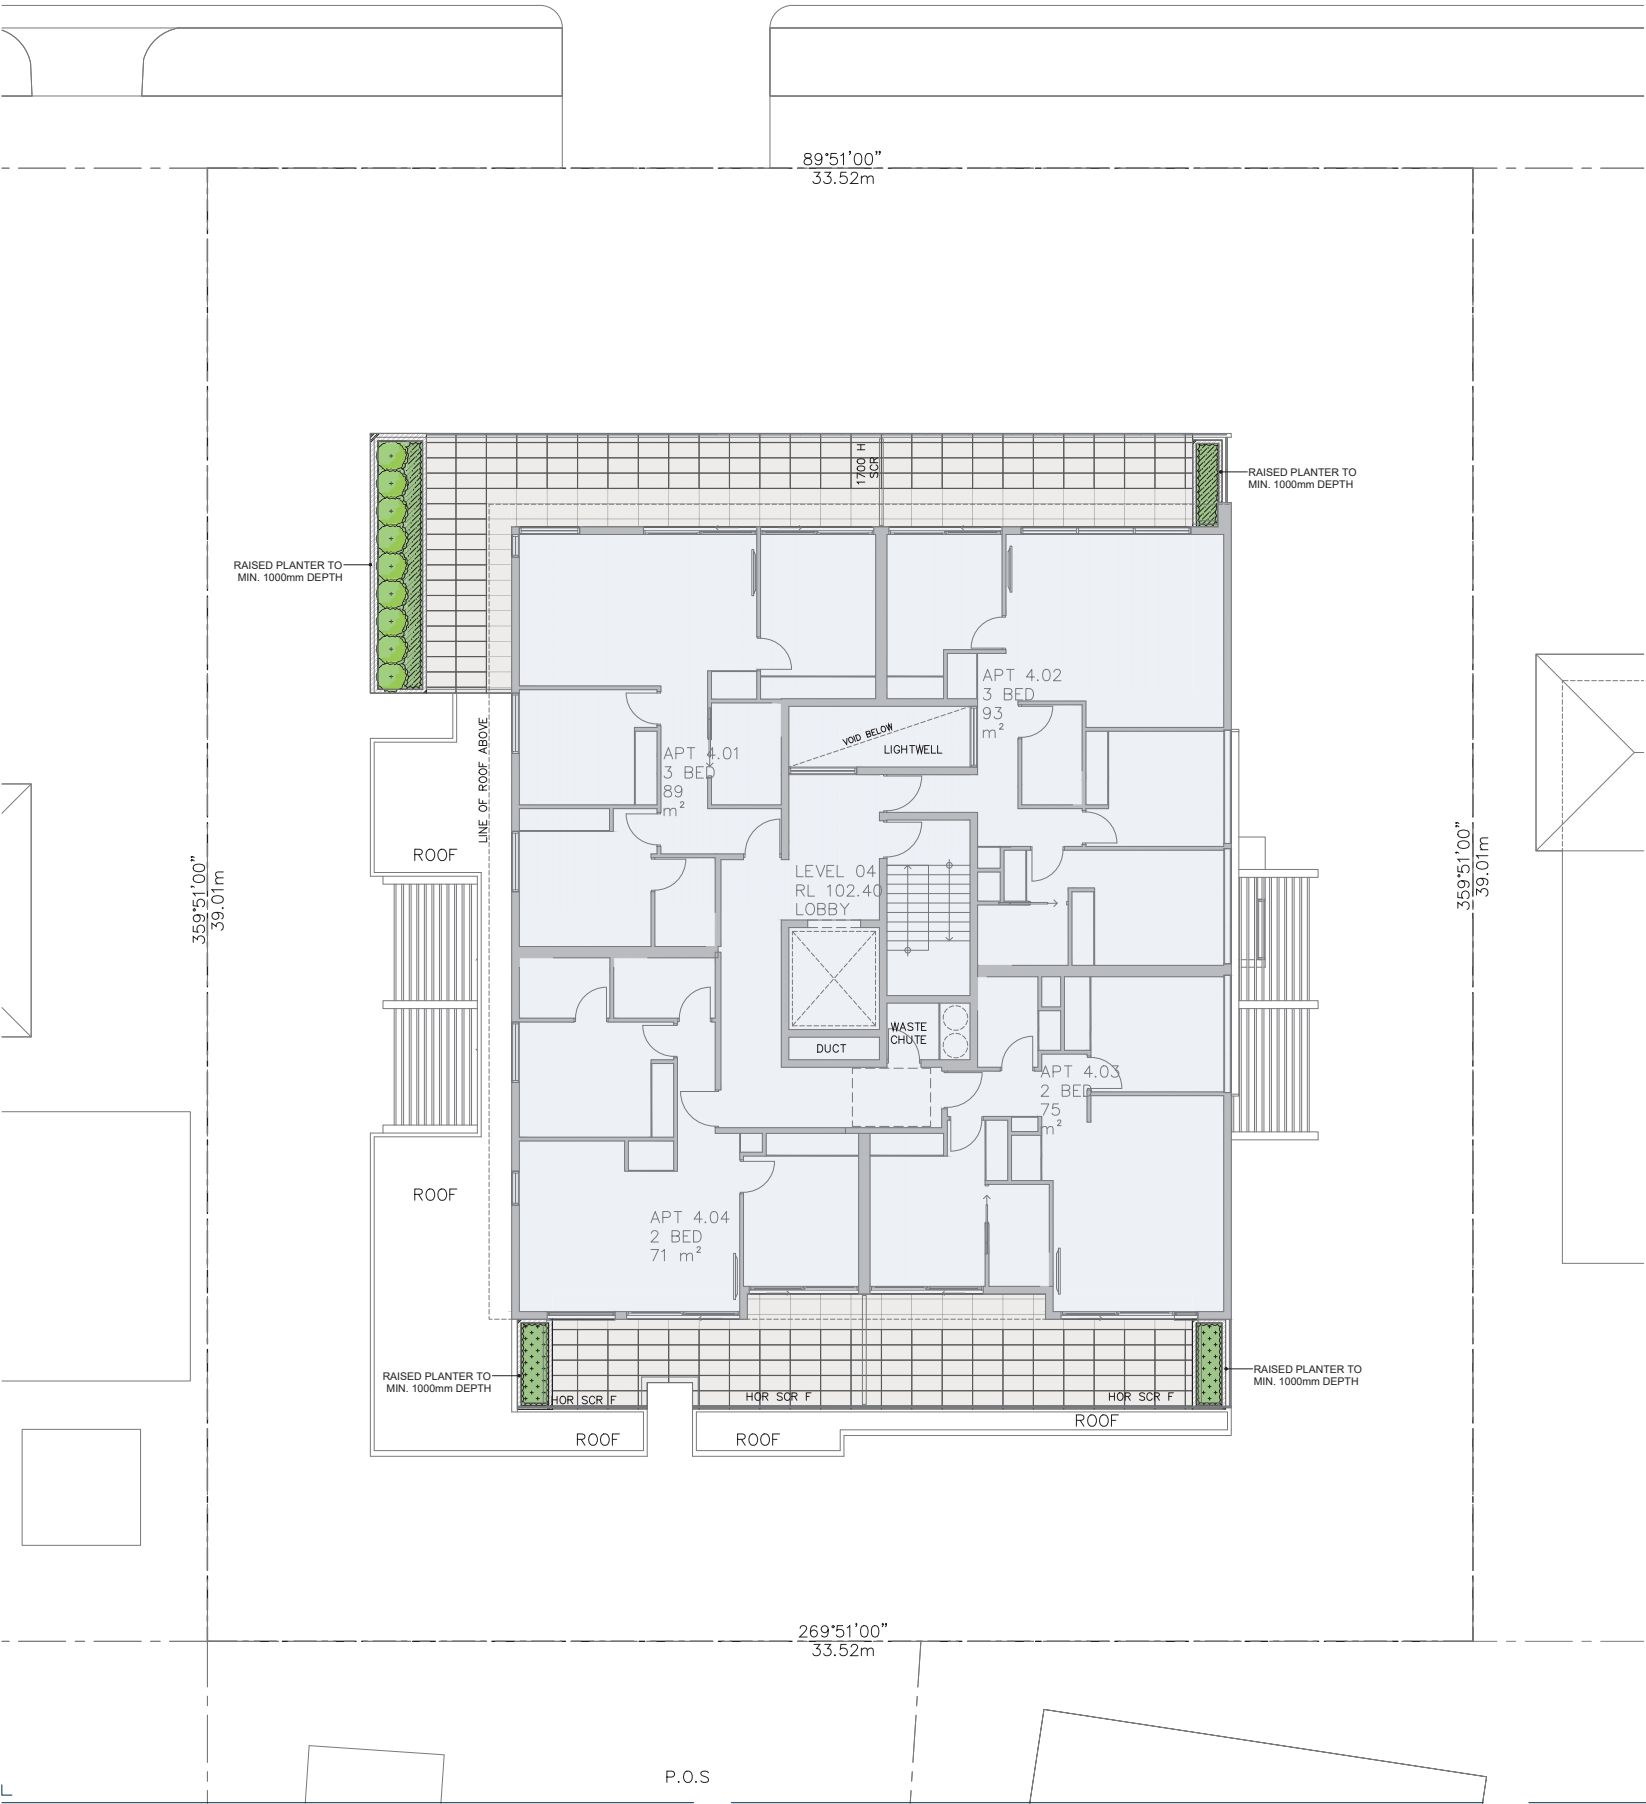 89°51'00"
33.52m
1700 H
SCR
RAISED PLANTER TO
MIN. 1000mm DEPTH
RAISED PLANTER TO
MIN. 1000mm DEPTH
APT 4.02
3 BED
93
m²
VOID BELOW
LIGHTWELL
APT 4.01
3 BED
89
m²
LINE OF ROOF ABOVE
ROOF
359°51'00"
39.01m
LEVEL 04
RL 102.40
LOBBY
359°51'00"
39.01m
WASTE
CHUTE
DUCT
APT 4.03
2 BED
75
m²
ROOF
APT 4.04
2 BED
71 m²
RAISED PLANTER TO
MIN. 1000mm DEPTH
RAISED PLANTER TO
MIN. 1000mm DEPTH
HOR SCR F
HOR SCR F
HOR SCR F
ROOF
ROOF
ROOF
269°51'00"
33.52m
P.O.S